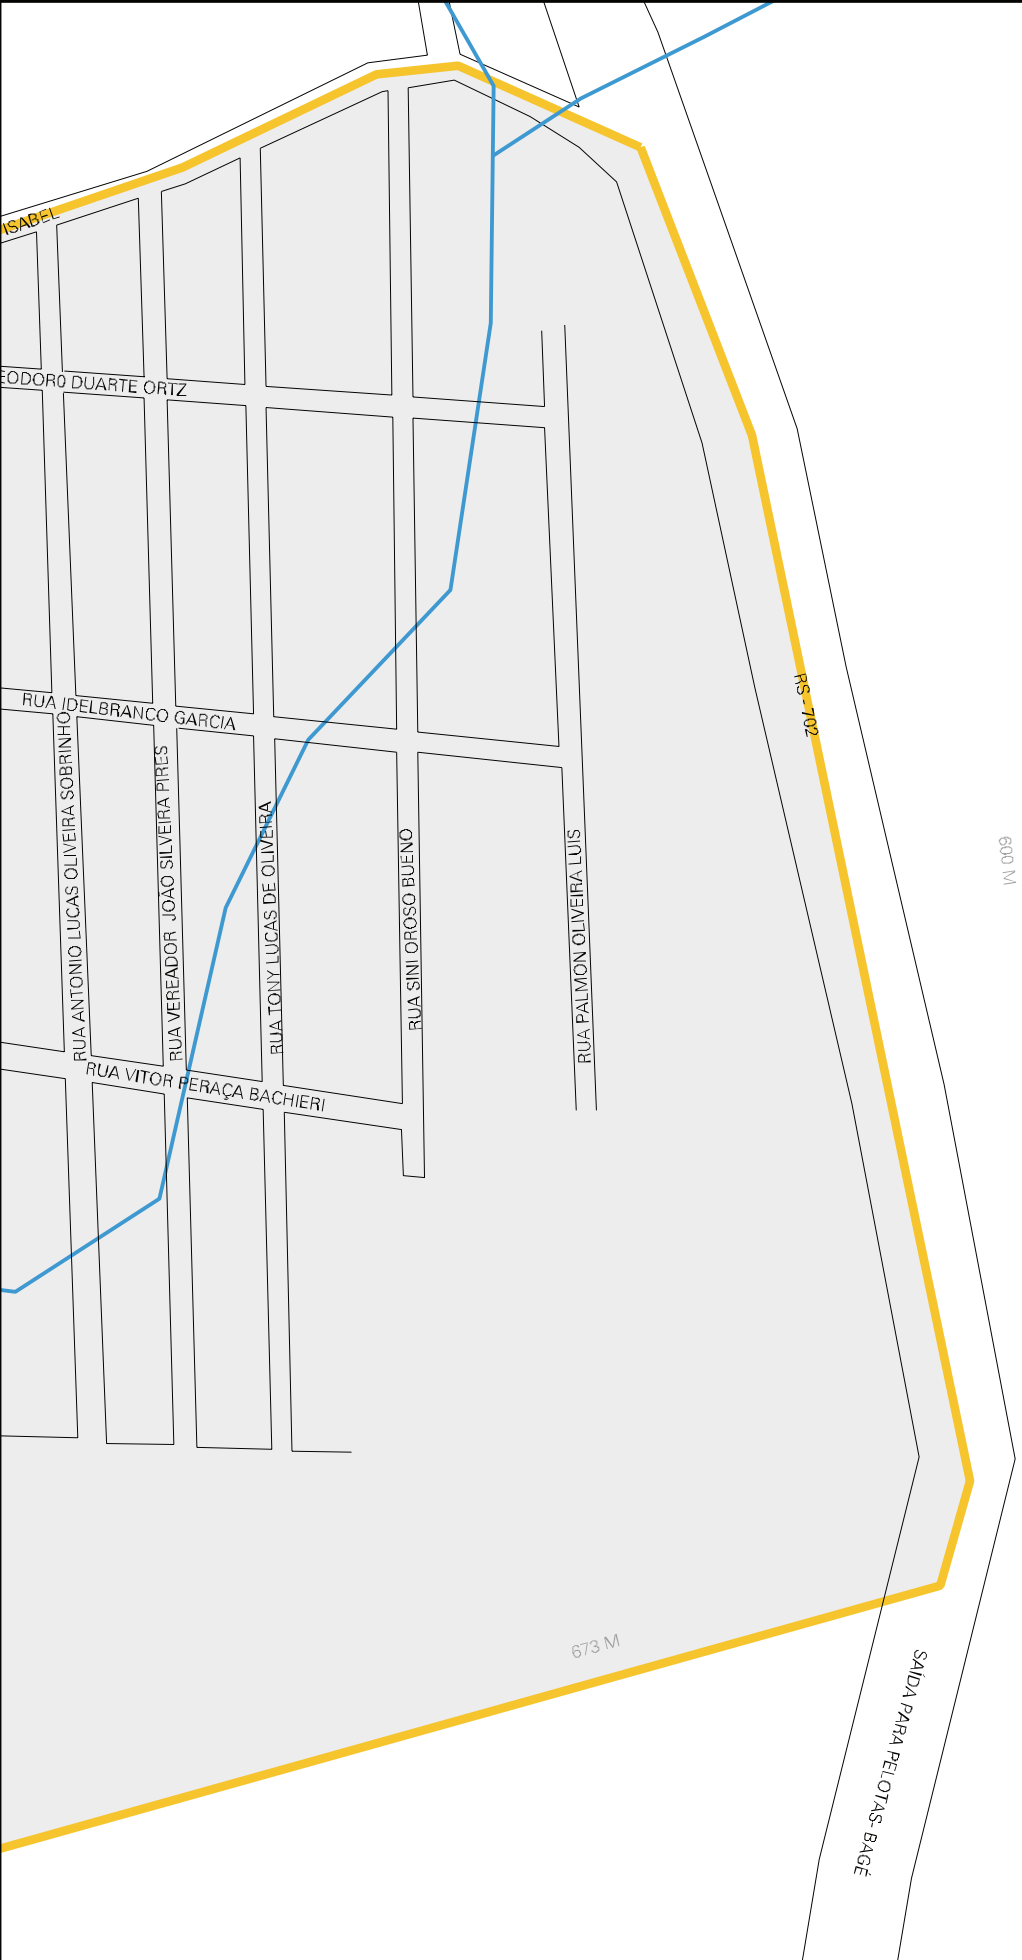 ISABEL
EODORO DUARTE ORTZ
RS - 702
RUA IDELBRANCO GARCIA
RUA ANTONIO LUCAS OLIVEIRA SOBRINHO
RUA VEREADOR JOAO SILVEIRA PIRES
RUA TONY LUCAS DE OLIVEIRA
RUA SINI OROSO BUENO
RUA PALMON OLIVEIRA LUIS
600 M
RUA VITOR PERAÇA BACHIERI
673 M
SAÍDA PARA PELOTAS- BAGÉ